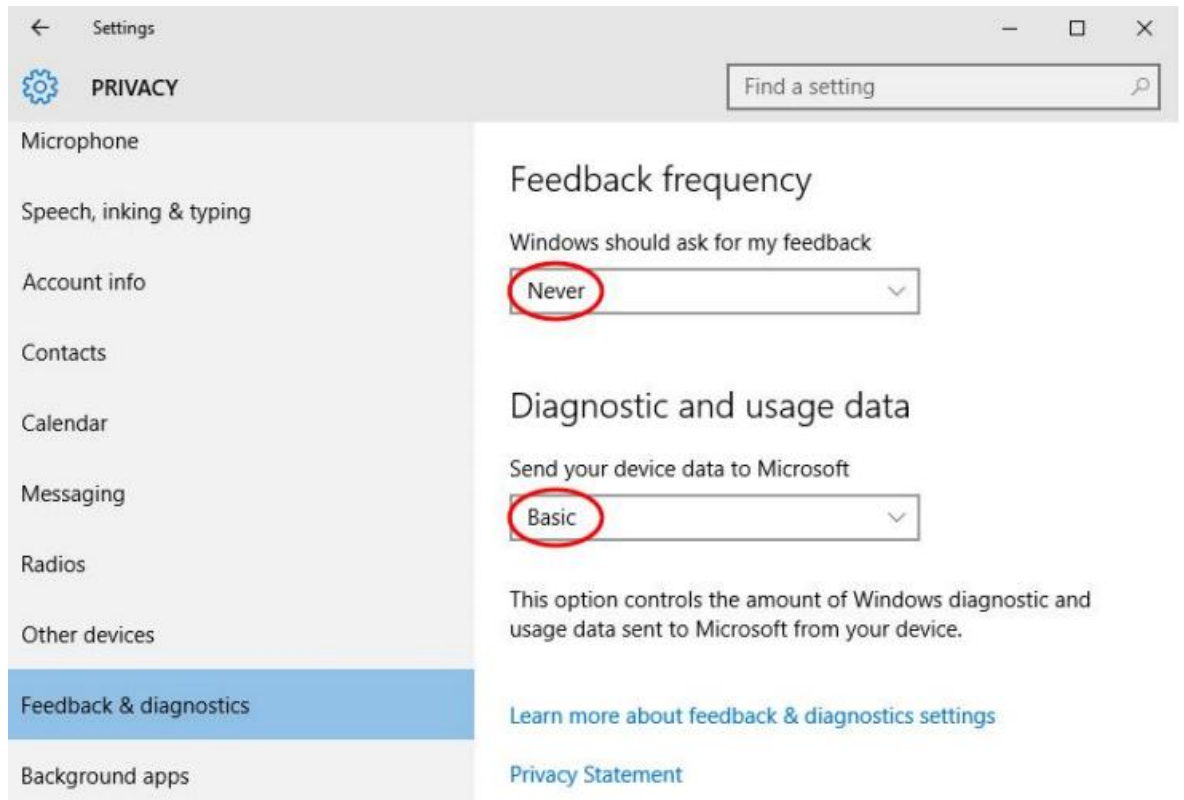 Settings
PRIVACY
Find a setting
Microphone
Speech, inking & typing
Account info
Contacts
Calendar
Messaging
Radios
Other devices
Feedback & diagnostics
Background apps
Feedback frequency
Windows should ask for my feedback
Never
Diagnostic and usage data
Send your device data to Microsoft
Basic
This option controls the amount of Windows diagnostic and
usage data sent to Microsoft from your device.
Learn more about feedback & diagnostics settings
Privacy Statement